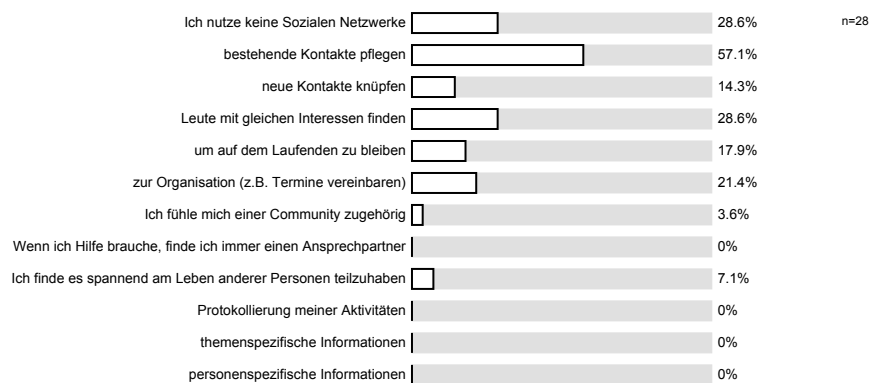 Ich nutze keine Sozialen Netzwerke 28.6% n=28
bestehende Kontakte pflegen 57.1%
neue Kontakte knüpfen 14.3%
Leute mit gleichen Interessen finden 28.6%
um auf dem Laufenden zu bleiben 17.9%
zur Organisation (z.B. Termine vereinbaren) 21.4%
Ich fühle mich einer Community zugehörig 3.6%
Wenn ich Hilfe brauche, finde ich immer einen Ansprechpartner 0%
Ich finde es spannend am Leben anderer Personen teilzuhaben 7.1%
Protokollierung meiner Aktivitäten 0%
themenspezifische Informationen 0%
personenspezifische Informationen 0%